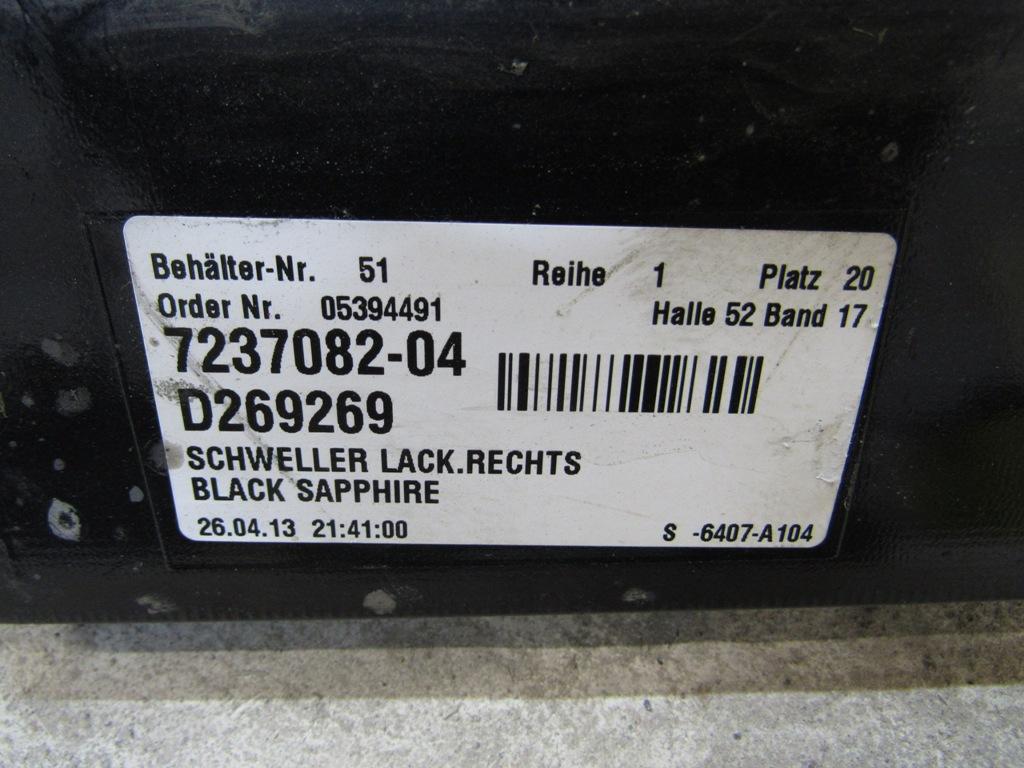 Behälter-Nr. 51 Reihe 1 Platz 20
Order Nr. 05394491 Halle 52 Band 17
7237082-04
D269269
SCHWELLER LACK.RECHTS
BLACK SAPPHIRE
26.04.13 21:41:00 S -6407-A104